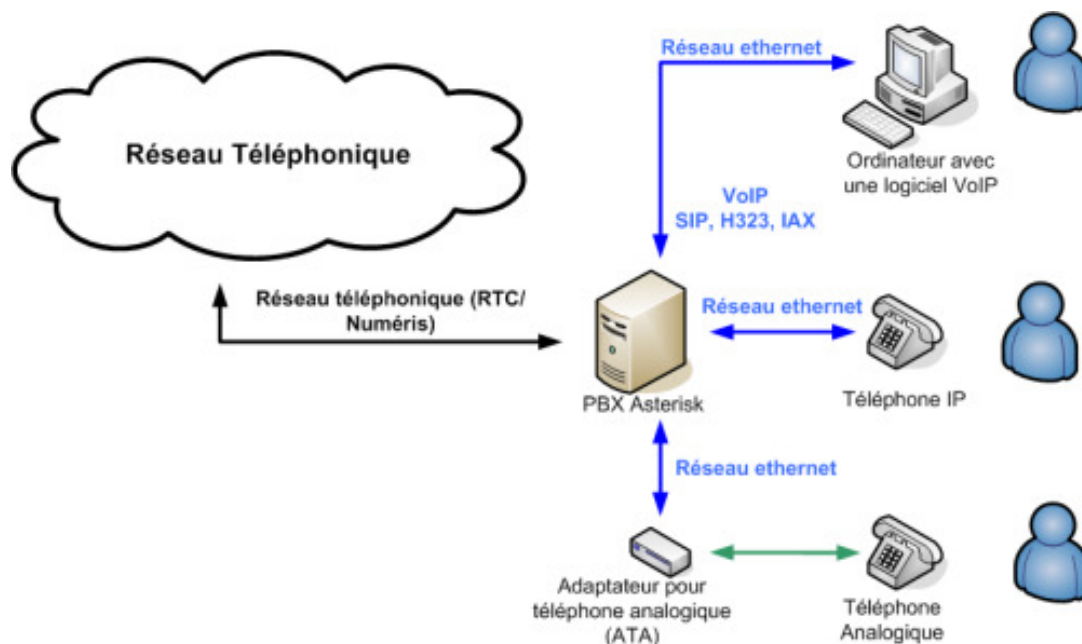 Réseau ethernet
Réseau Téléphonique
Ordinateur avec
une logiciel VoIP
VoIP
SIP, H323, IAX
Réseau téléphonique (RTC/
Numéris)
Réseau ethernet
PBX Asterisk
Téléphone IP
Réseau ethernet
Adaptateur pour
téléphone analogique
(ATA)
Téléphone
Analogique